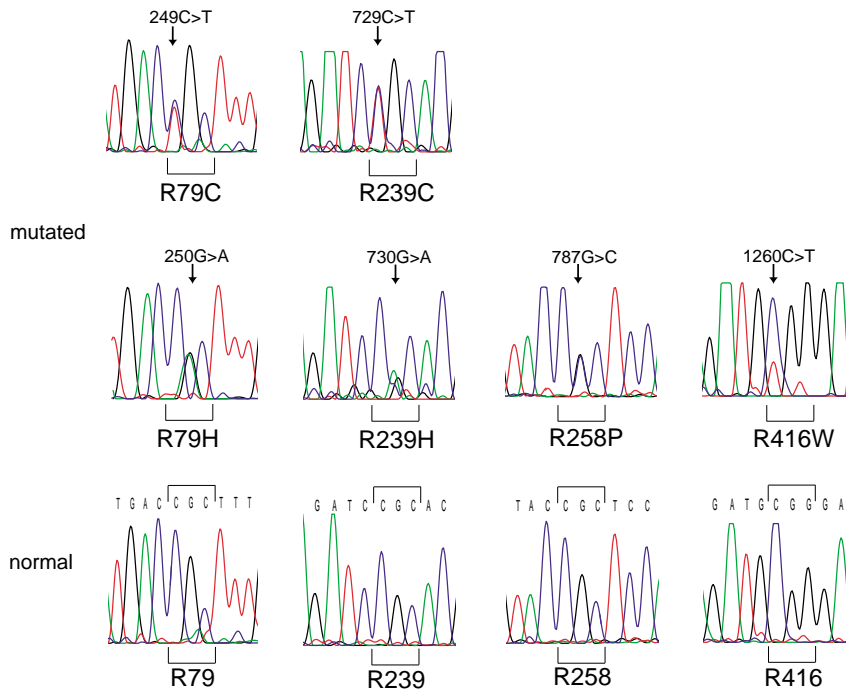 249C>T 729C>T
R79C R239C
mutated
250G>A 730G>A 787G>C 1260C>T
R79H R239H R258P R416W
T G A C C G C T T T G A T C C G C A C T A C C G C T C C G A T G C G G G A
normal
R79 R239 R258 R416